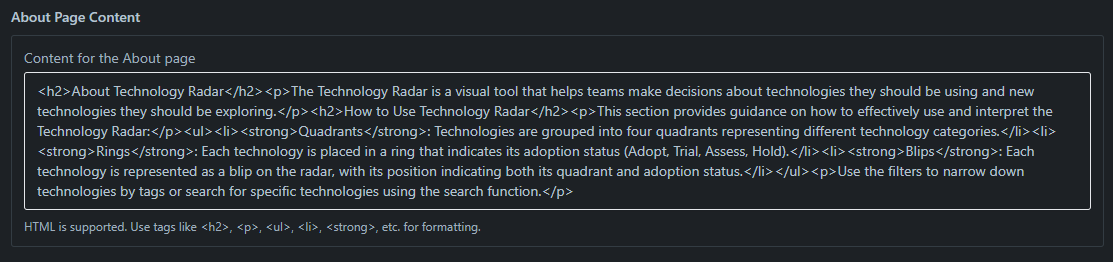 About Page Content
Content for the About page
<h2>About Technology Radar</h2><p>The Technology Radar is a visual tool that helps teams make decisions about technologies they should be using and new
technologies they should be exploring.</p><h2>How to Use Technology Radar</h2><p>This section provides guidance on how to effectively use and interpret the
Technology Radar:</p><ul><li><strong>Quadrants</strong>: Technologies are grouped into four quadrants representing different technology categories.</li><li>
<strong>Rings</strong>: Each technology is placed in a ring that indicates its adoption status (Adopt, Trial, Assess, Hold).</li><li><strong>Blips</strong>: Each
technology is represented as a blip on the radar, with its position indicating both its quadrant and adoption status.</li></ul><p>Use the filters to narrow down
technologies by tags or search for specific technologies using the search function.</p>
HTML is supported. Use tags like <h2>, <p>, <ul>, <li>, <strong>, etc. for formatting.